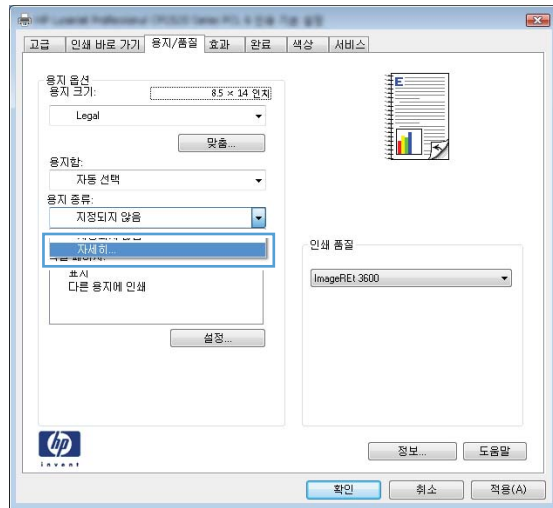 고급 인쇄 바로 가기 용지/품질 효과 완료 색상 서비스
용지 옵션
용지 크기: 8.5 × 14 인치
Legal
맞춤...
용지함:
자동 선택
용지 종류:
지정되지 않음
자세히...
표지
다른 용지에 인쇄
설정...
인쇄 품질
ImageREt 3600
E
hp
invent
정보... 도움말
확인 취소 적용(A)